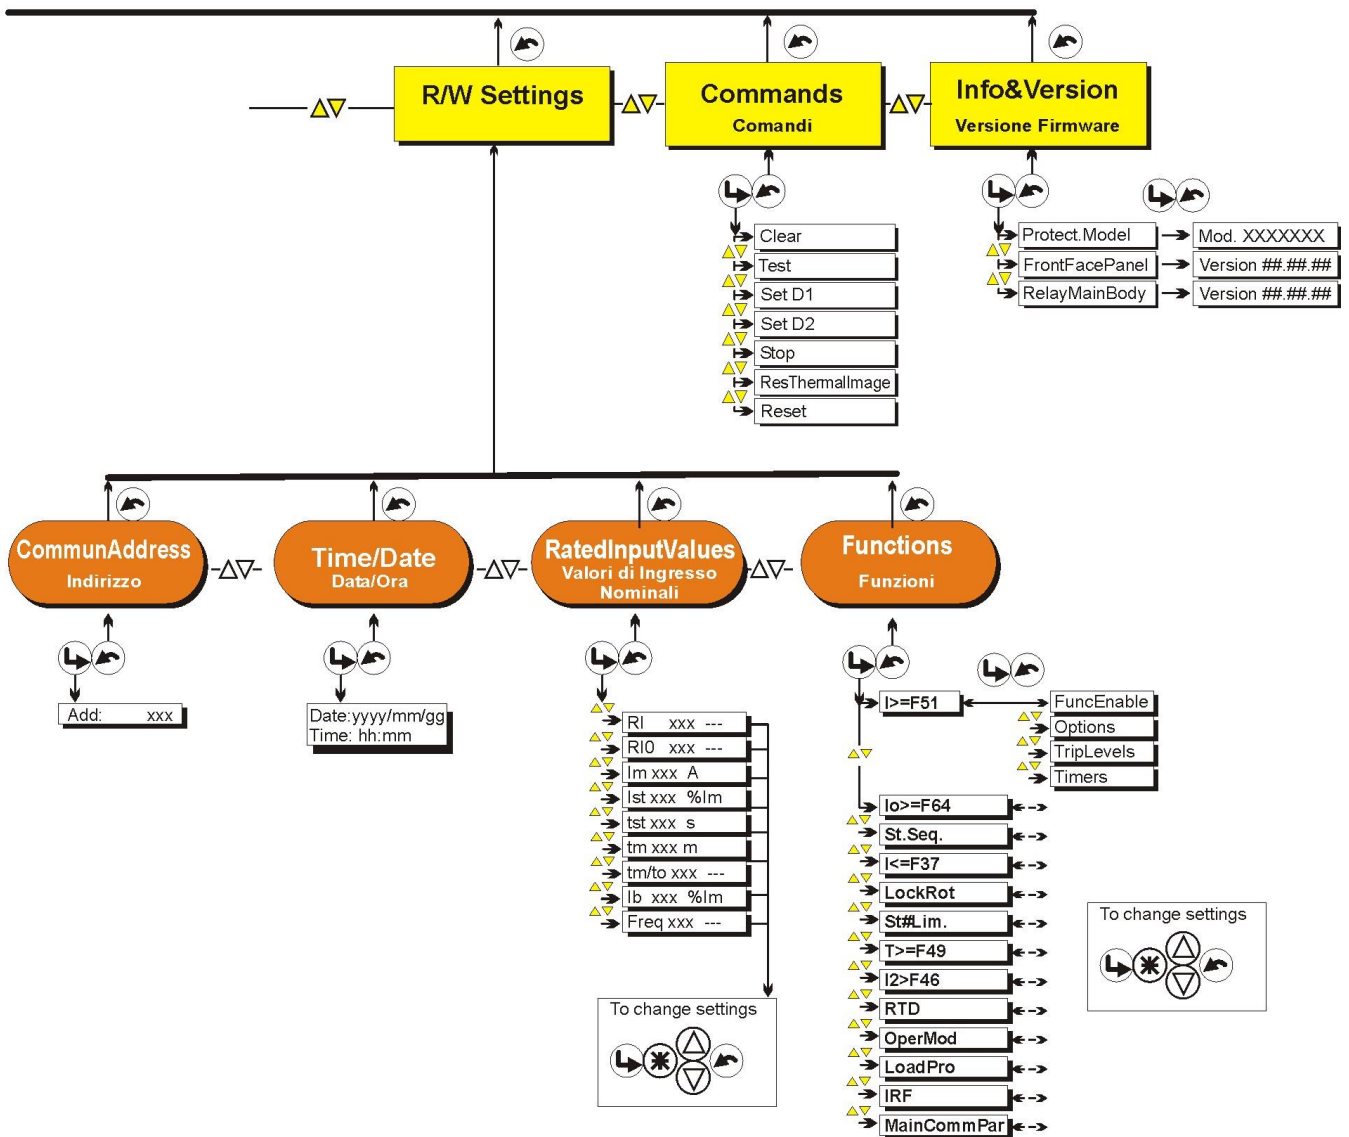 R/W Settings
Commands
Comandi
Info&Version
Versione Firmware
Clear
Test
Set D1
Set D2
Stop
ResThermalImage
Reset
Protect.Model
Mod. XXXXXXX
FrontFacePanel
Version ##.##.##
RelayMainBody
Version ##.##.##
CommunAddress
Indirizzo
Time/Date
Data/Ora
RatedInputValues
Valori di Ingresso
Nominali
Functions
Funzioni
Add: xxx
Date:yyyy/mm/gg
Time: hh:mm
RI xxx ---
RI0 xxx ---
Im xxx A
Ist xxx %Im
tst xxx s
tm xxx m
tm/to xxx ---
Ib xxx %Im
Freq xxx ---
To change settings
I>=F51
FuncEnable
Options
TripLevels
Timers
Io>=F64
St.Seq.
I<=F37
LockRot
St#Lim.
T>=F49
I2>F46
RTD
OperMod
LoadPro
IRF
MainCommPar
To change settings